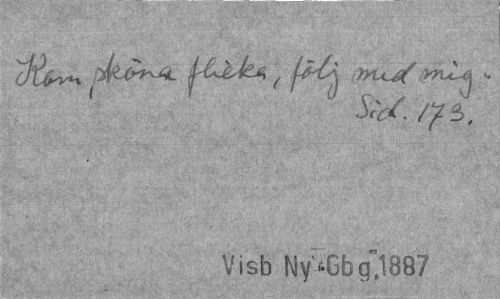 Kom, sköna flicka, följ med mig.
Sid. 173.
Visb Ny. Gbg, 1887